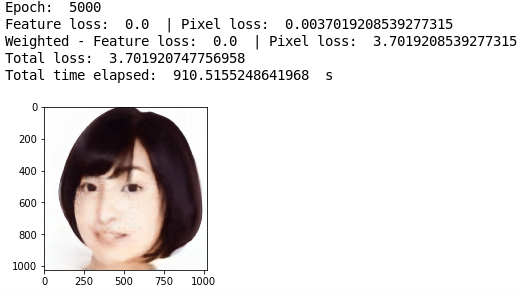 Epoch:  5000
Feature loss:  0.0  | Pixel loss:  0.0037019208539277315
Weighted - Feature loss:  0.0  | Pixel loss:  3.7019208539277315
Total loss:  3.701920747756958
Total time elapsed:  910.5155248641968  s
0
200
400
600
800
1000
0 250 500 750 1000